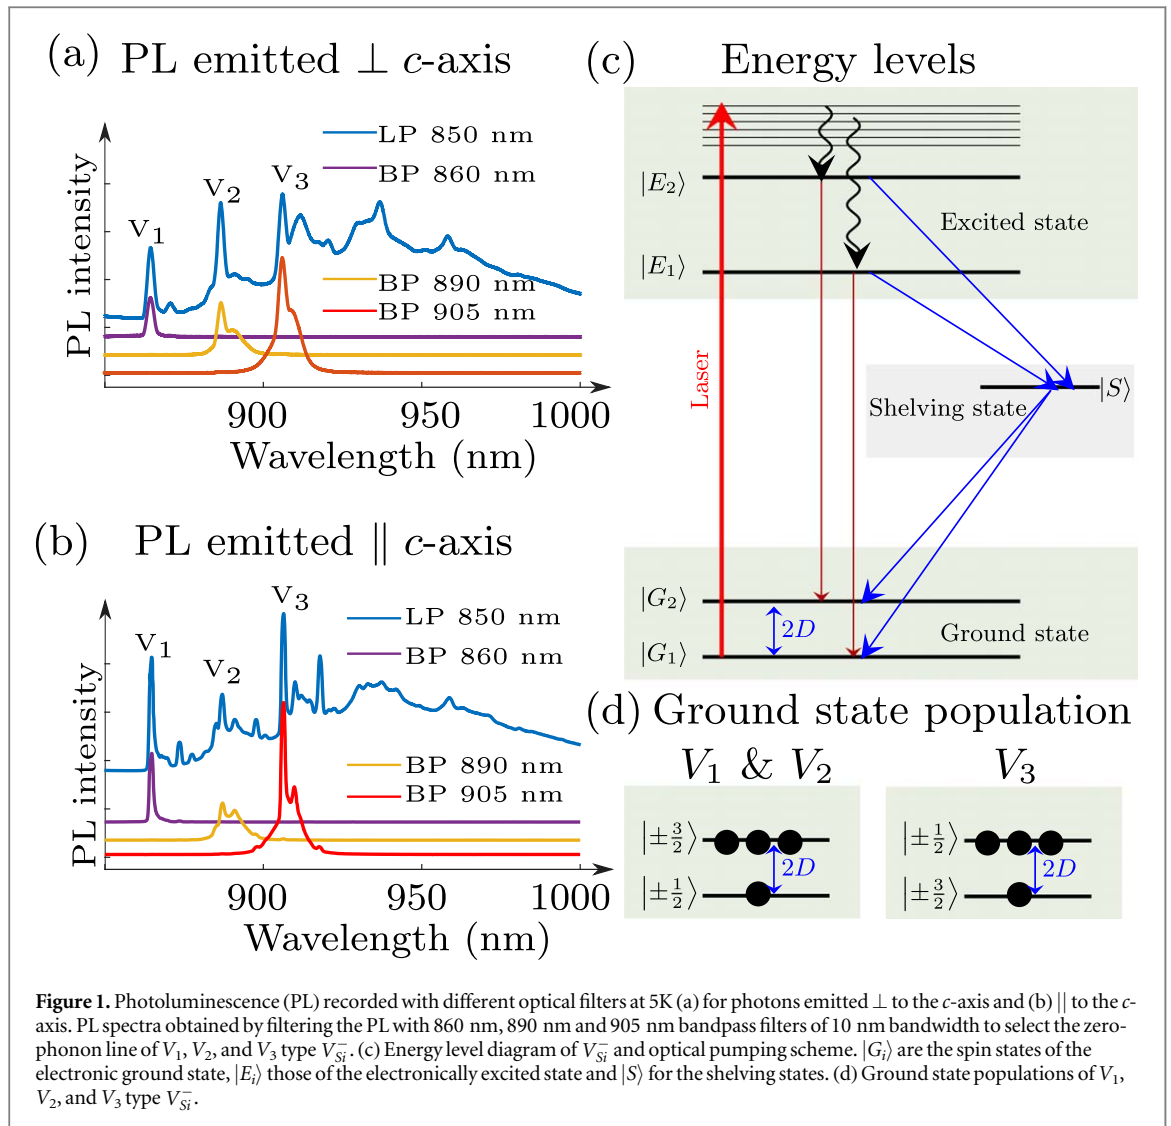 (a) PL emitted ⊥ c-axis
LP 850 nm
BP 860 nm
V1
V2
V3
BP 890 nm
BP 905 nm
PL intensity
900 950 1000
Wavelength (nm)
(b) PL emitted ∥ c-axis
LP 850 nm
BP 860 nm
V1
V2
V3
BP 890 nm
BP 905 nm
PL intensity
900 950 1000
Wavelength (nm)
(c) Energy levels
|E2⟩
Excited state
|E1⟩
Laser
|S⟩
Shelving state
|G2⟩
2D
Ground state
|G1⟩
(d) Ground state population
V1 & V2
|±3/2⟩
2D
|±1/2⟩
V3
|±1/2⟩
2D
|±3/2⟩
Figure 1. Photoluminescence (PL) recorded with different optical filters at 5K (a) for photons emitted ⊥ to the c-axis and (b) || to the c-
axis. PL spectra obtained by filtering the PL with 860 nm, 890 nm and 905 nm bandpass filters of 10 nm bandwidth to select the zero-
phonon line of V1, V2, and V3 type V_Si^−. (c) Energy level diagram of V_Si^− and optical pumping scheme. |Gi⟩ are the spin states of the
electronic ground state, |Ei⟩ those of the electronically excited state and |S⟩ for the shelving states. (d) Ground state populations of V1,
V2, and V3 type V_Si^−.